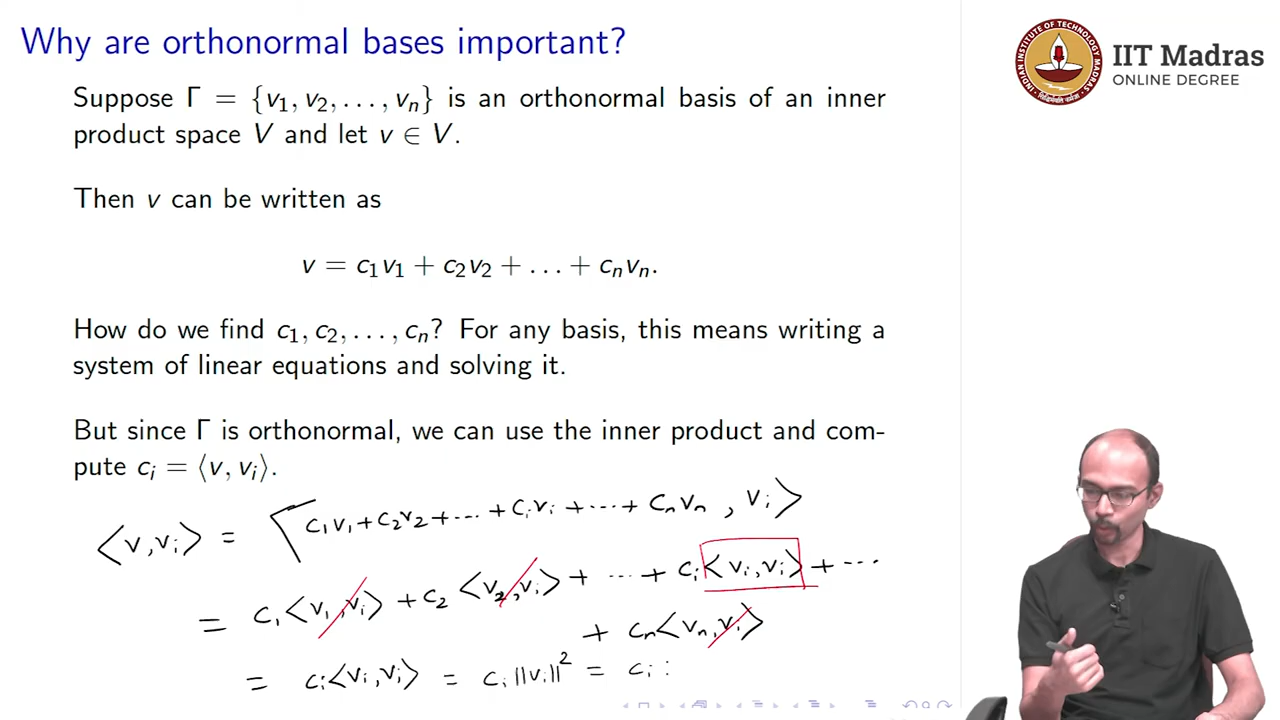 Why are orthonormal bases important?
IIT Madras
ONLINE DEGREE
Suppose Γ = {v₁, v₂, . . . , vₙ} is an orthonormal basis of an inner
product space V and let v ∈ V.
Then v can be written as
v = c₁v₁ + c₂v₂ + . . . + cₙvₙ.
How do we find c₁, c₂, . . . , cₙ? For any basis, this means writing a
system of linear equations and solving it.
But since Γ is orthonormal, we can use the inner product and com-
pute cᵢ = ⟨v, vᵢ⟩.
⟨v,vᵢ⟩ = ⟨c₁v₁+c₂v₂+···+cᵢvᵢ+···+cₙvₙ , vᵢ⟩
= c₁⟨v₁,vᵢ⟩ + c₂⟨v₂,vᵢ⟩ + ··· + cᵢ⟨vᵢ,vᵢ⟩ + ···
+ cₙ⟨vₙ,vᵢ⟩
= cᵢ⟨vᵢ,vᵢ⟩ = cᵢ||vᵢ||² = cᵢ :